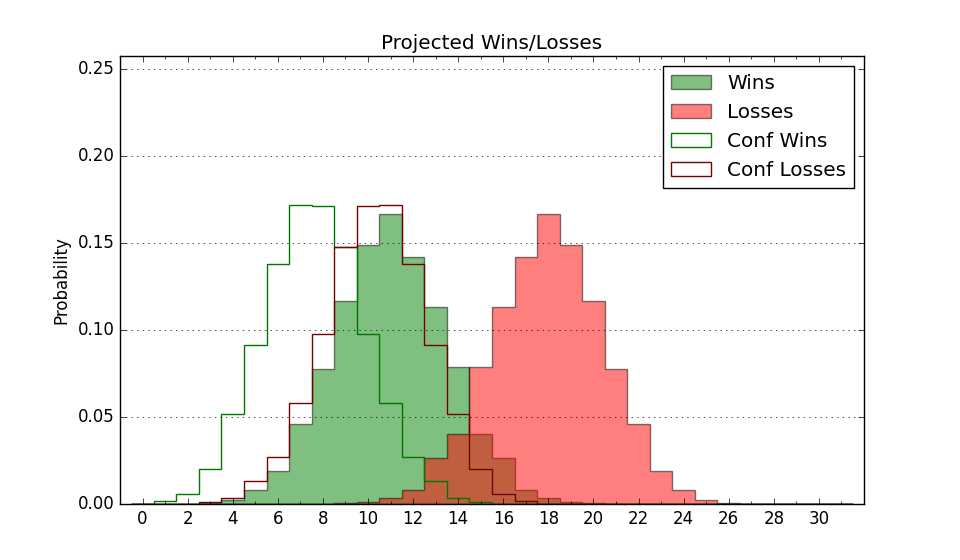 Projected Wins/Losses
0.25
0.20
0.15
0.10
0.05
0.00
Probability
Wins
Losses
Conf Wins
Conf Losses
0 2 4 6 8 10 12 14 16 18 20 22 24 26 28 30